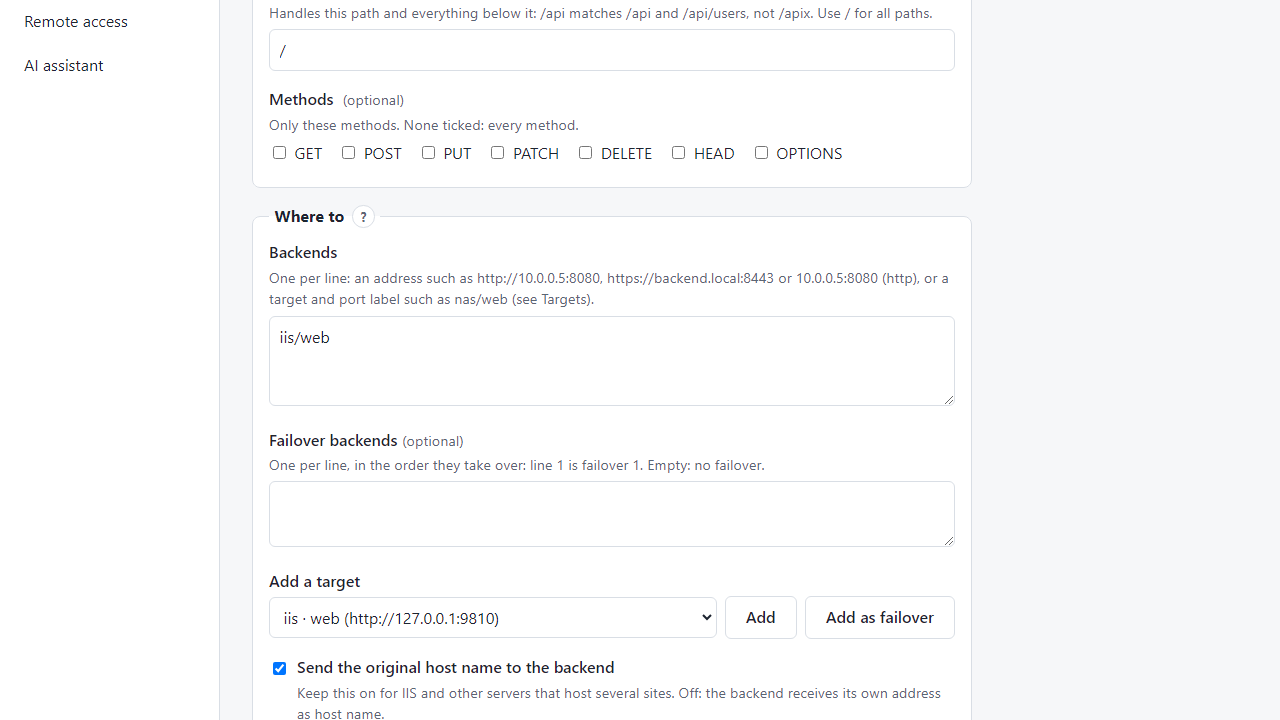 Remote access
AI assistant
Handles this path and everything below it: /api matches /api and /api/users, not /apix. Use / for all paths.
/
Methods (optional)
Only these methods. None ticked: every method.
GET POST PUT PATCH DELETE HEAD OPTIONS
Where to ?
Backends
One per line: an address such as http://10.0.0.5:8080, https://backend.local:8443 or 10.0.0.5:8080 (http), or a
target and port label such as nas/web (see Targets).
iis/web
Failover backends (optional)
One per line, in the order they take over: line 1 is failover 1. Empty: no failover.
Add a target
iis · web (http://127.0.0.1:9810)
Add
Add as failover
Send the original host name to the backend
Keep this on for IIS and other servers that host several sites. Off: the backend receives its own address
as host name.